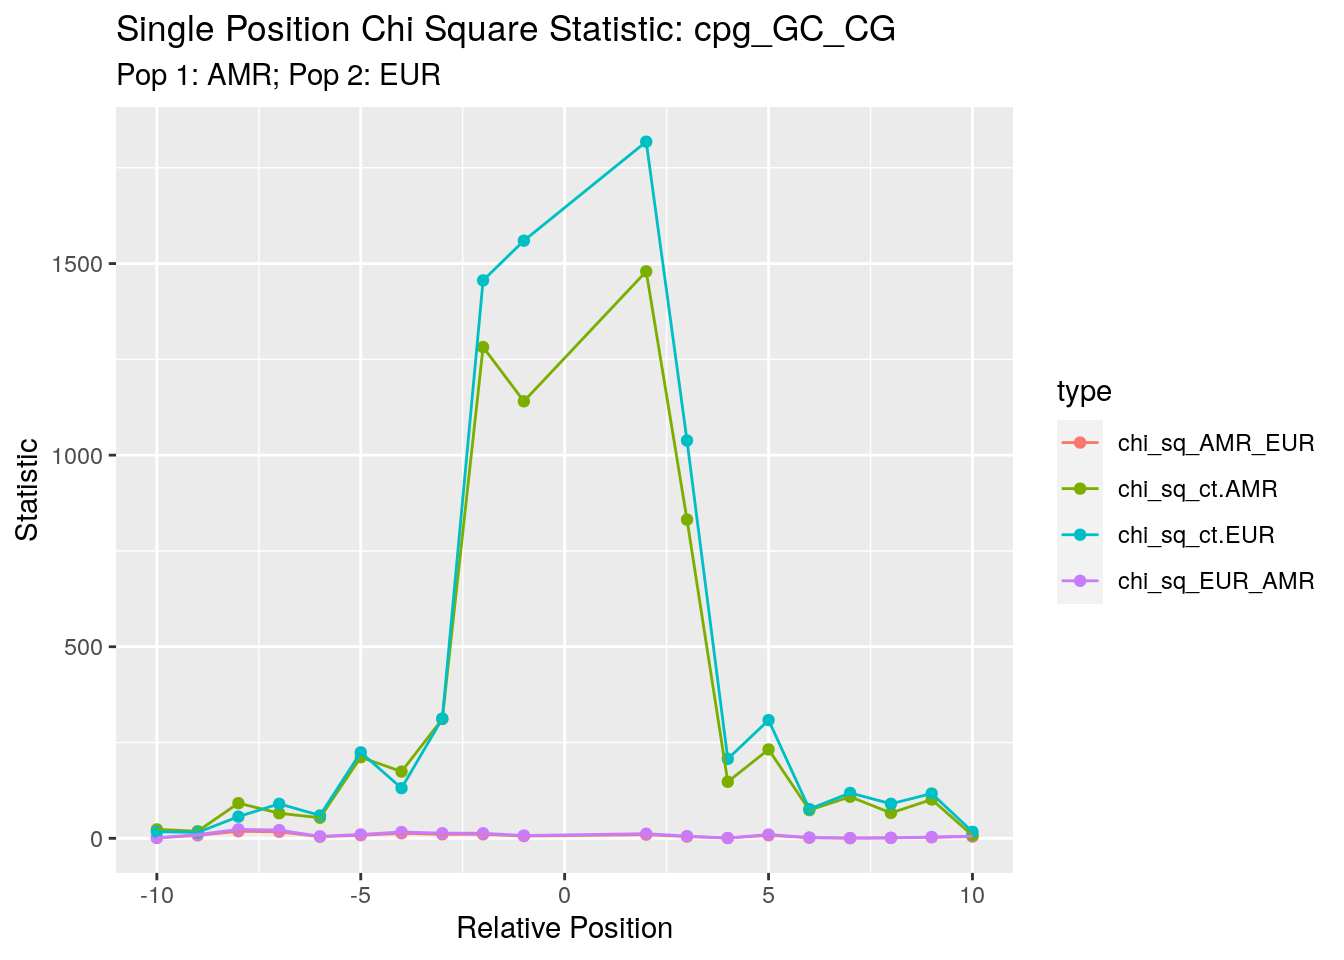 Single Position Chi Square Statistic: cpg_GC_CG
Pop 1: AMR; Pop 2: EUR
Statistic
1500
1000
500
0
-10
-5
0
5
10
Relative Position
type
chi_sq_AMR_EUR
chi_sq_ct.AMR
chi_sq_ct.EUR
chi_sq_EUR_AMR